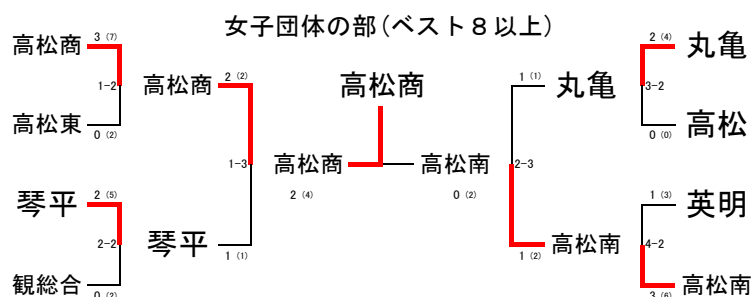 女子団体の部(ベスト８以上)
高松商
3 (7)
1-2
高松東
0 (2)
琴平
2 (5)
2-2
観総合
0 (2)
高松商
2 (2)
1-3
琴平
1 (1)
高松商
高松商
2 (4)
高松南
0 (2)
丸亀
1 (1)
2-3
高松南
1 (2)
丸亀
2 (4)
3-2
高松
0 (0)
英明
1 (3)
4-2
高松南
3 (6)